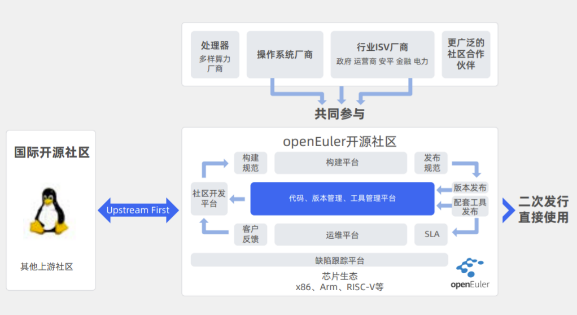 处理器
多样算力
厂商
操作系统厂商
行业ISV厂商
政府 运营商 安平 金融 电力
更广泛的
社区合作
伙伴
共同参与
国际开源社区
其他上游社区
Upstream First
openEuler开源社区
构建
规范
构建平台
发布
规范
社区开发
平台
代码、版本管理、工具管理平台
版本发布
配套工具
发布
客户
反馈
运维平台
SLA
缺陷跟踪平台
芯片生态
x86、Arm、RISC-V等
openEuler
二次发行
直接使用